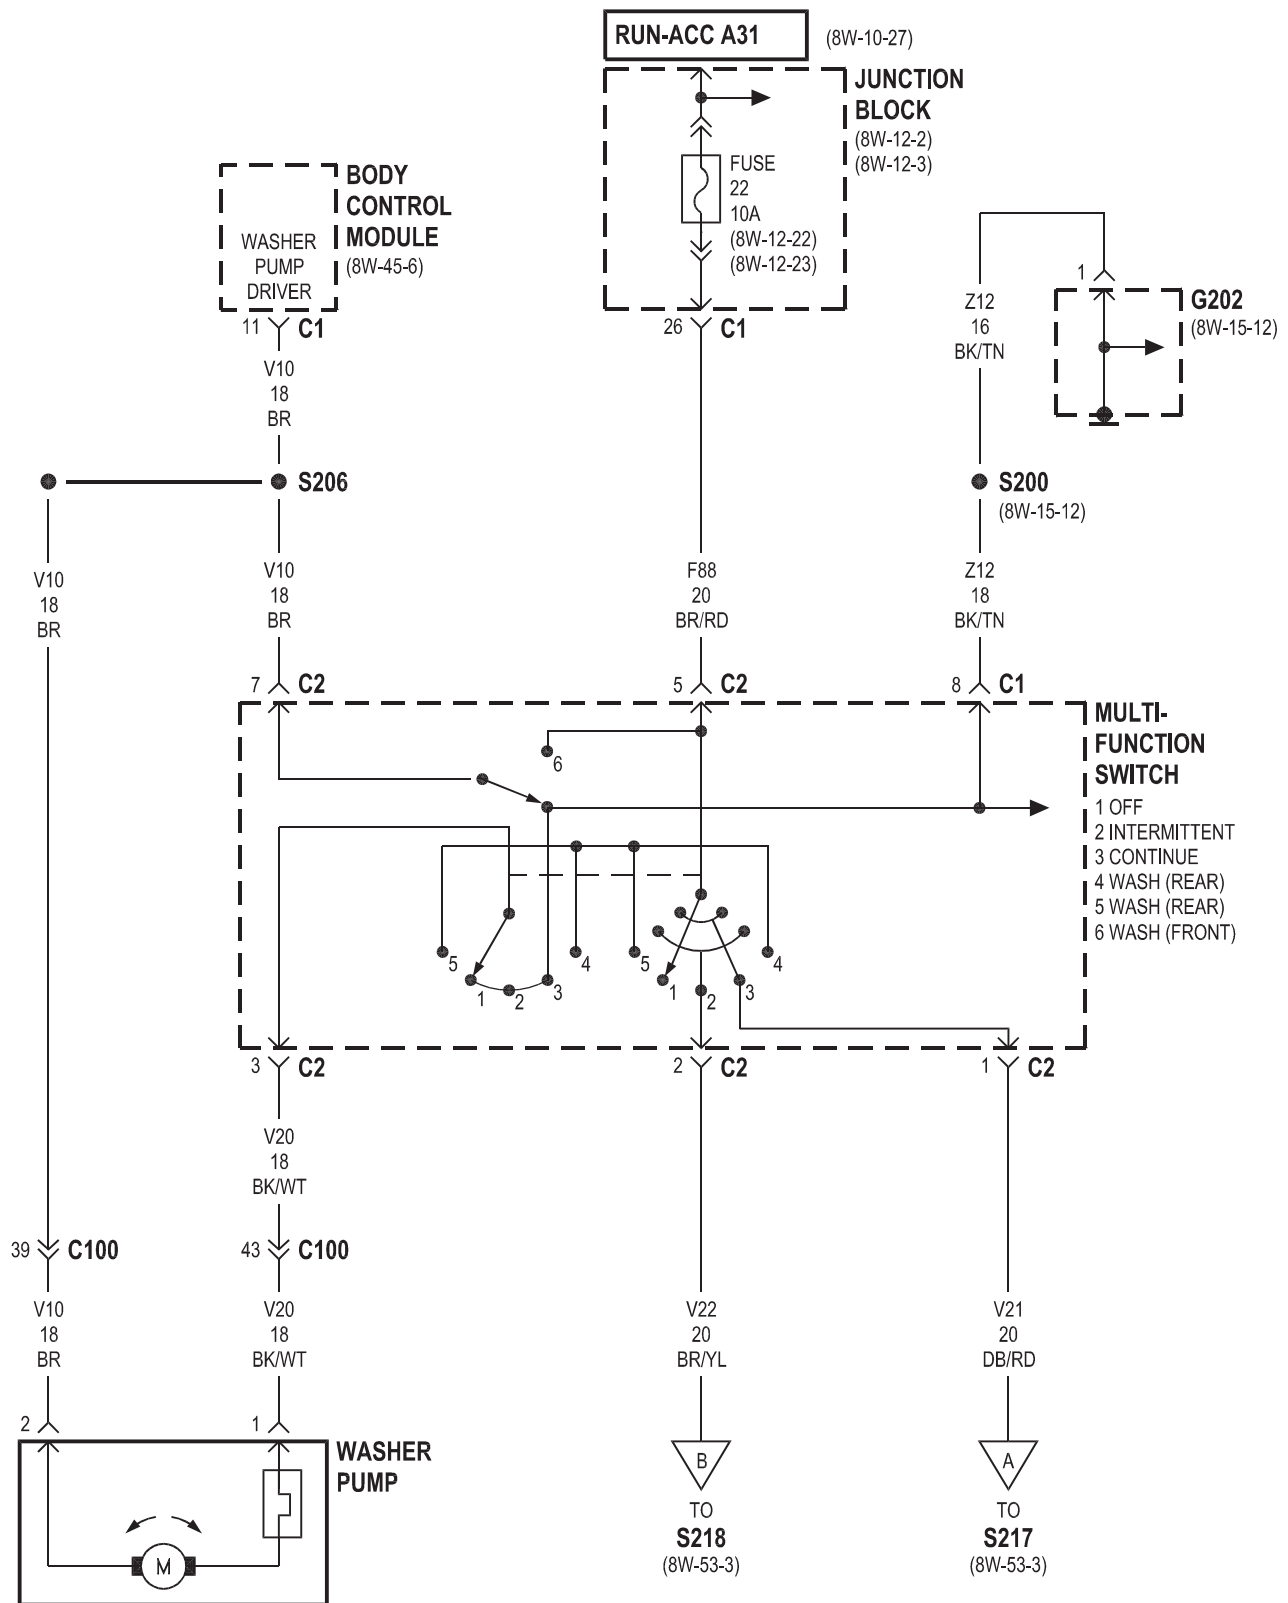 RUN-ACC A31
(8W-10-27)
JUNCTION
BLOCK
(8W-12-2)
(8W-12-3)
FUSE
22
10A
(8W-12-22)
(8W-12-23)
BODY
CONTROL
MODULE
(8W-45-6)
WASHER
PUMP
DRIVER
11
C1
26
C1
1
G202
(8W-15-12)
Z12
16
BK/TN
V10
18
BR
S206
S200
(8W-15-12)
V10
18
BR
V10
18
BR
F88
20
BR/RD
Z12
18
BK/TN
7
C2
5
C2
8
C1
MULTI-
FUNCTION
SWITCH
1 OFF
2 INTERMITTENT
3 CONTINUE
4 WASH (REAR)
5 WASH (REAR)
6 WASH (FRONT)
6
5
4
5
4
1
2
3
1
2
3
3
C2
2
C2
1
C2
V20
18
BK/WT
39
C100
43
C100
V10
18
BR
V20
18
BK/WT
V22
20
BR/YL
V21
20
DB/RD
2
1
WASHER
PUMP
M
B
TO
S218
(8W-53-3)
A
TO
S217
(8W-53-3)